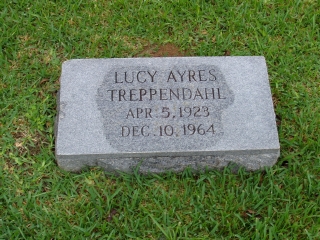 LUCY AYRES
TREPPENDAHL
APR. 5, 1923
DEC. 10, 1964